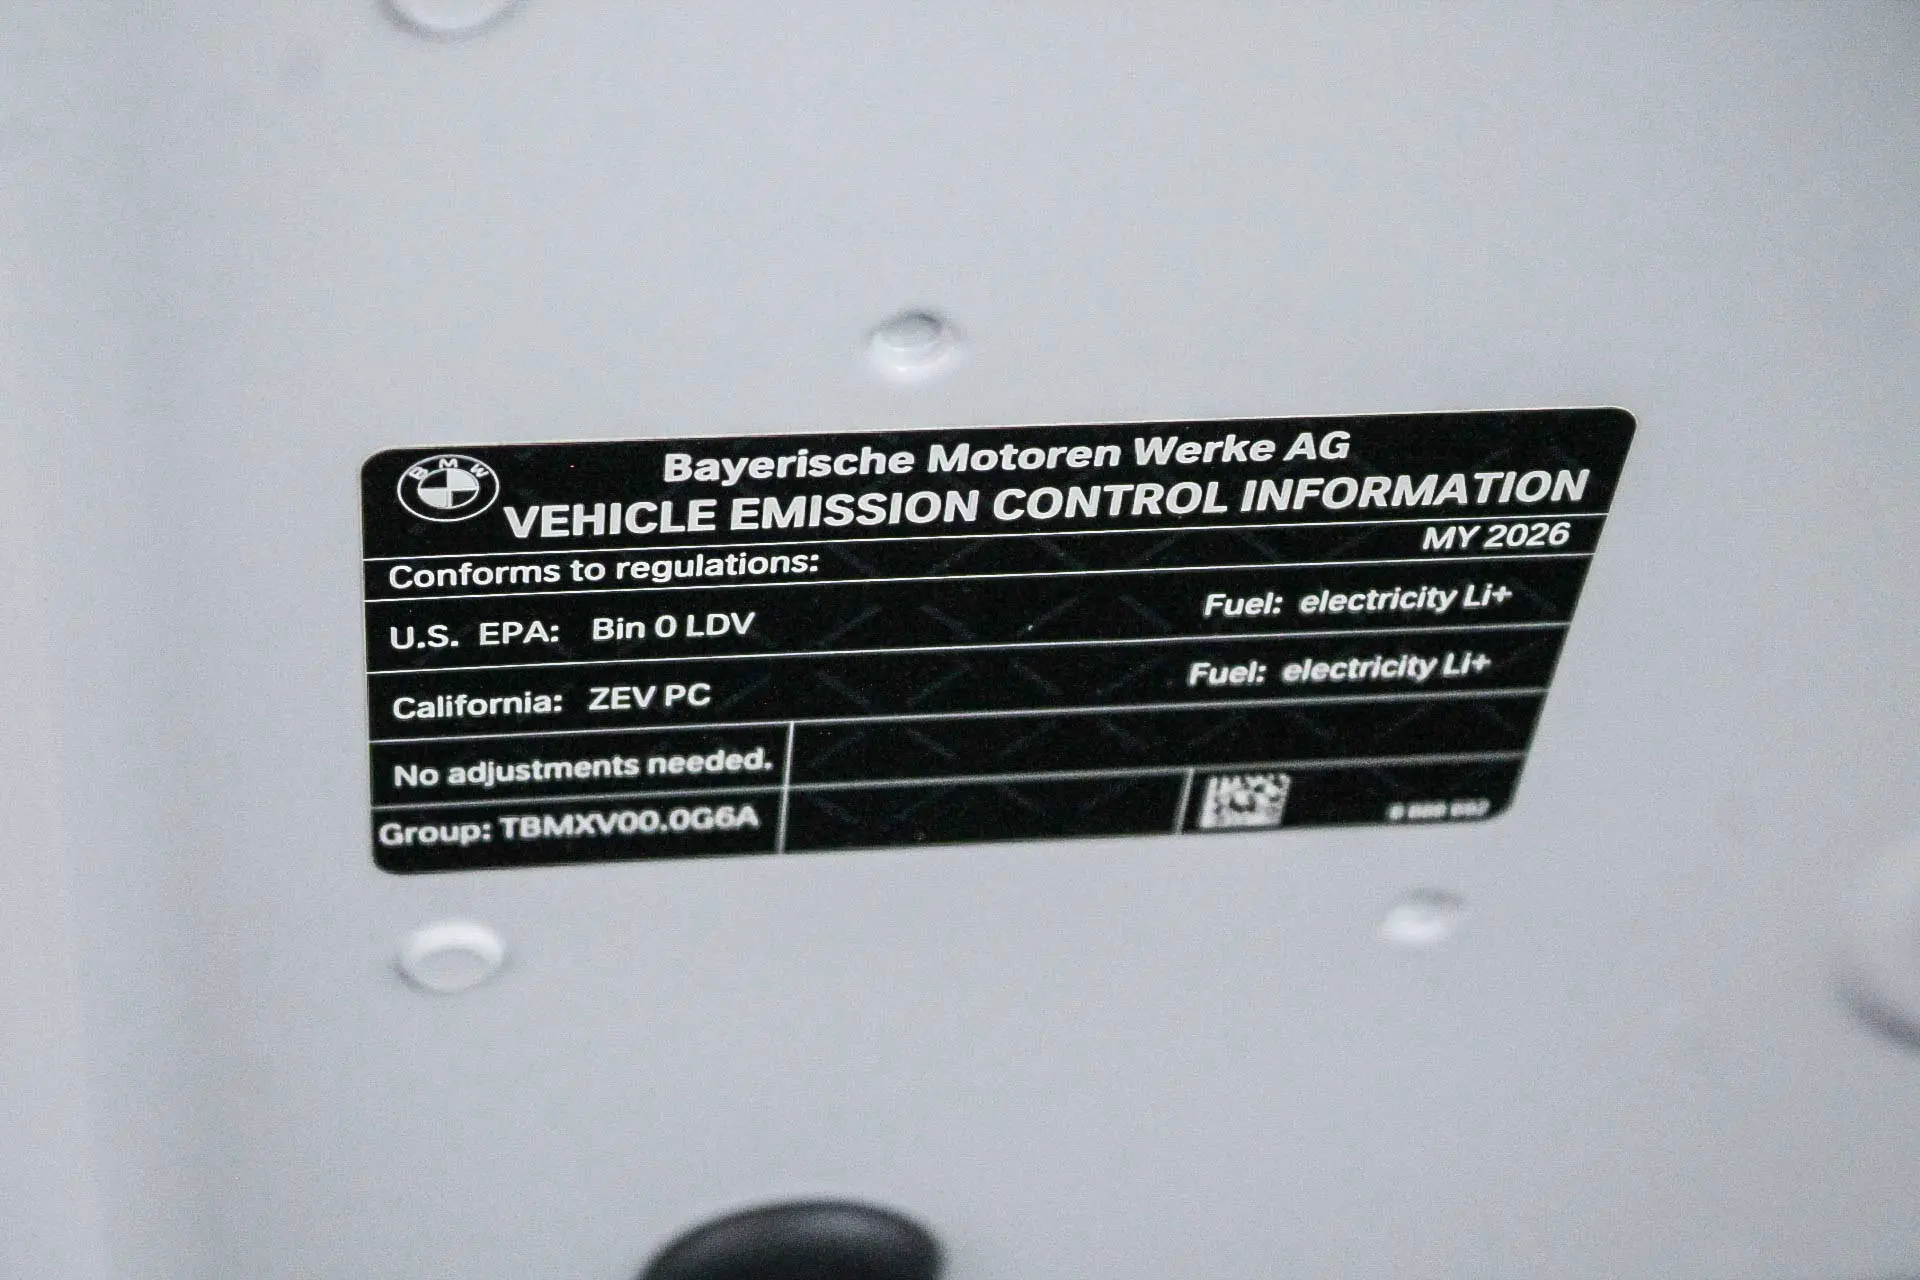 BMW
Bayerische Motoren Werke AG
VEHICLE EMISSION CONTROL INFORMATION
MY 2026
Conforms to regulations:
U.S. EPA: Bin 0 LDV Fuel: electricity Li+
California: ZEV PC Fuel: electricity Li+
No adjustments needed.
Group: TBMXV00.0G6A